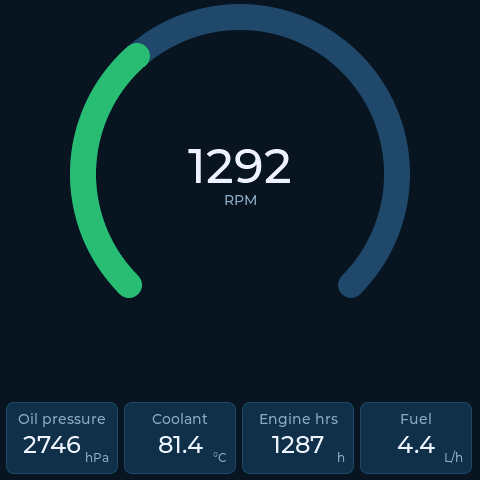 1292
RPM
Oil pressure
2746 hPa
Coolant
81.4 °C
Engine hrs
1287 h
Fuel
4.4 L/h